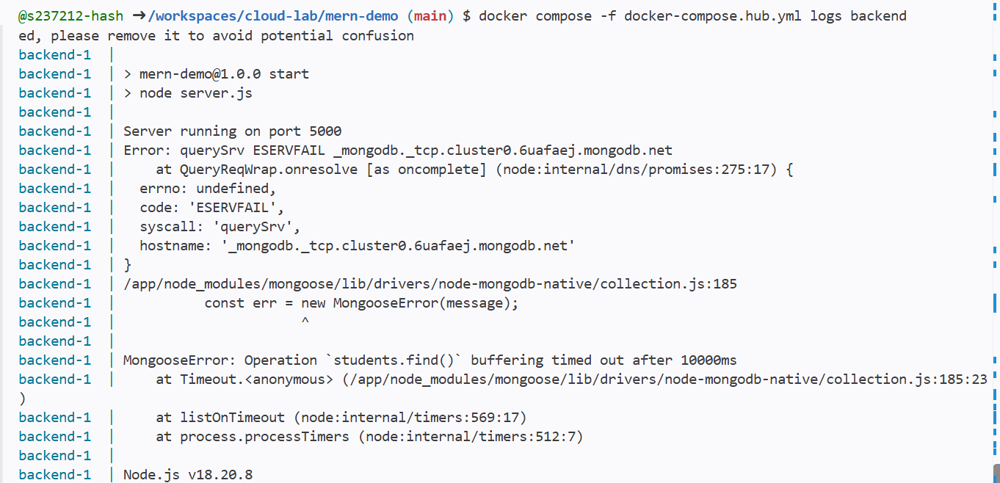 @s237212-hash ➜/workspaces/cloud-lab/mern-demo (main) $ docker compose -f docker-compose.hub.yml logs backend
ed, please remove it to avoid potential confusion
backend-1  |
backend-1  | > mern-demo@1.0.0 start
backend-1  | > node server.js
backend-1  |
backend-1  | Server running on port 5000
backend-1  | Error: querySrv ESERVFAIL _mongodb._tcp.cluster0.6uafaej.mongodb.net
backend-1  |     at QueryReqWrap.onresolve [as oncomplete] (node:internal/dns/promises:275:17) {
backend-1  |   errno: undefined,
backend-1  |   code: 'ESERVFAIL',
backend-1  |   syscall: 'querySrv',
backend-1  |   hostname: '_mongodb._tcp.cluster0.6uafaej.mongodb.net'
backend-1  | }
backend-1  | /app/node_modules/mongoose/lib/drivers/node-mongodb-native/collection.js:185
backend-1  |           const err = new MongooseError(message);
backend-1  |                       ^
backend-1  |
backend-1  | MongooseError: Operation `students.find()` buffering timed out after 10000ms
backend-1  |     at Timeout.<anonymous> (/app/node_modules/mongoose/lib/drivers/node-mongodb-native/collection.js:185:23
)
backend-1  |     at listOnTimeout (node:internal/timers:569:17)
backend-1  |     at process.processTimers (node:internal/timers:512:7)
backend-1  |
backend-1  | Node.js v18.20.8